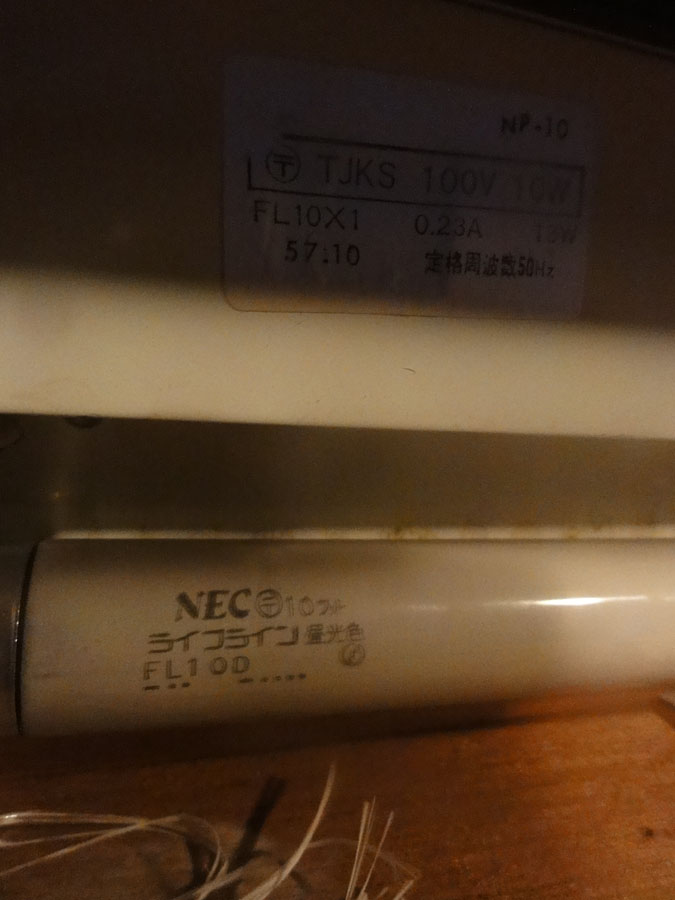 NP-10
〒 TJKS 100V 10W
FL10X1 0.23A 13W
57.10 定格周波数50Hz
NEC 〒 10ワット
ライフライン 昼光色
FL10D